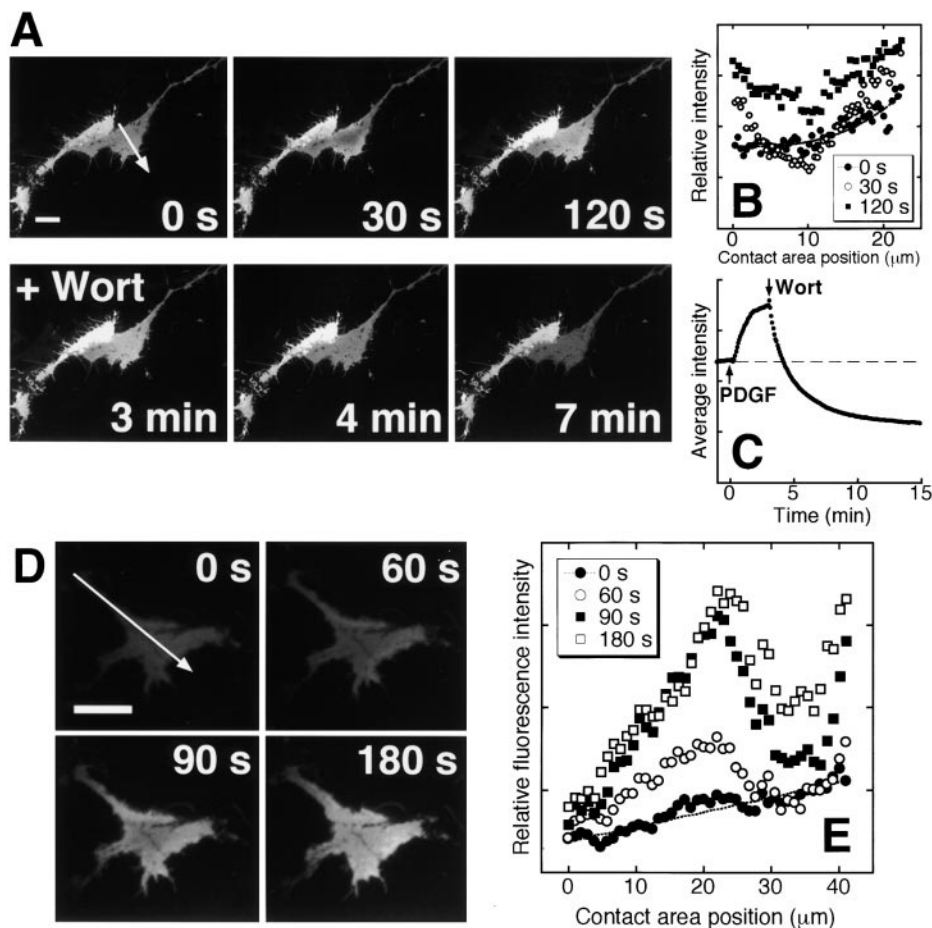 A
0 s
30 s
120 s
+ Wort
3 min
4 min
7 min
Relative intensity
B
0 s
30 s
120 s
0
10
20
Contact area position (μm)
Average intensity
Wort
PDGF
C
0
5
10
15
Time (min)
D
0 s
60 s
90 s
180 s
Relative fluorescence intensity
0 s
60 s
90 s
180 s
E
0
10
20
30
40
Contact area position (μm)